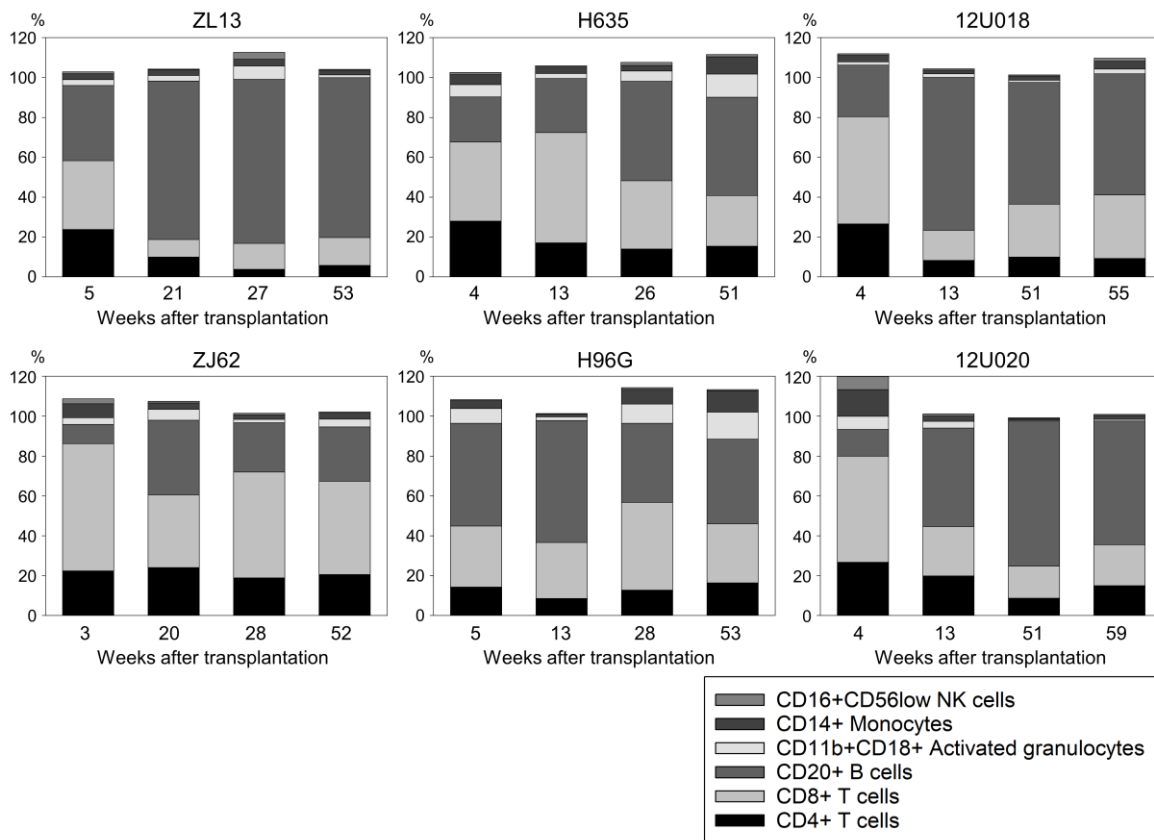 ZL13
%
120
100
80
60
40
20
0
5 21 27 53
Weeks after transplantation
H635
%
120
100
80
60
40
20
0
4 13 26 51
Weeks after transplantation
12U018
%
120
100
80
60
40
20
0
4 13 51 55
Weeks after transplantation
ZJ62
%
120
100
80
60
40
20
0
3 20 28 52
Weeks after transplantation
H96G
%
120
100
80
60
40
20
0
5 13 28 53
Weeks after transplantation
12U020
%
120
100
80
60
40
20
0
4 13 51 59
Weeks after transplantation
CD16+CD56low NK cells
CD14+ Monocytes
CD11b+CD18+ Activated granulocytes
CD20+ B cells
CD8+ T cells
CD4+ T cells